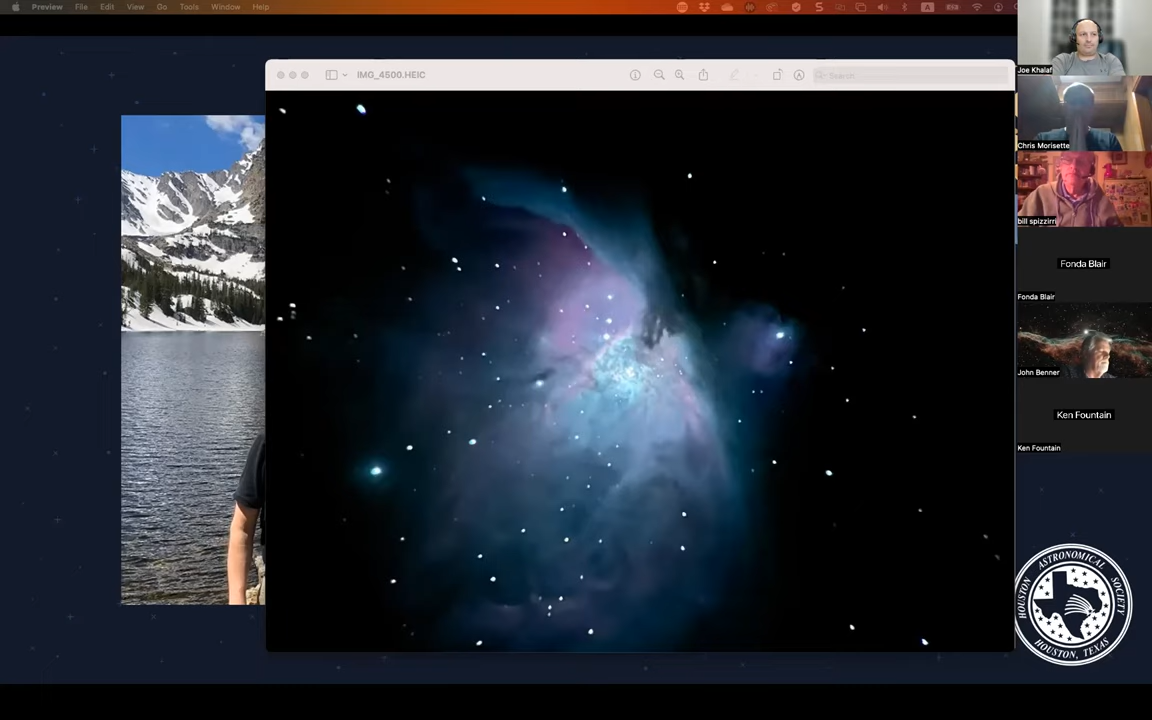 Preview File Edit View Go Tools Window Help
IMG_4500.HEIC
Search
Joe Khalaf
Chris Morisette
bill spizzirri
Fonda Blair
Fonda Blair
John Benner
Ken Fountain
Ken Fountain
HOUSTON ASTRONOMICAL SOCIETY
HOUSTON, TEXAS